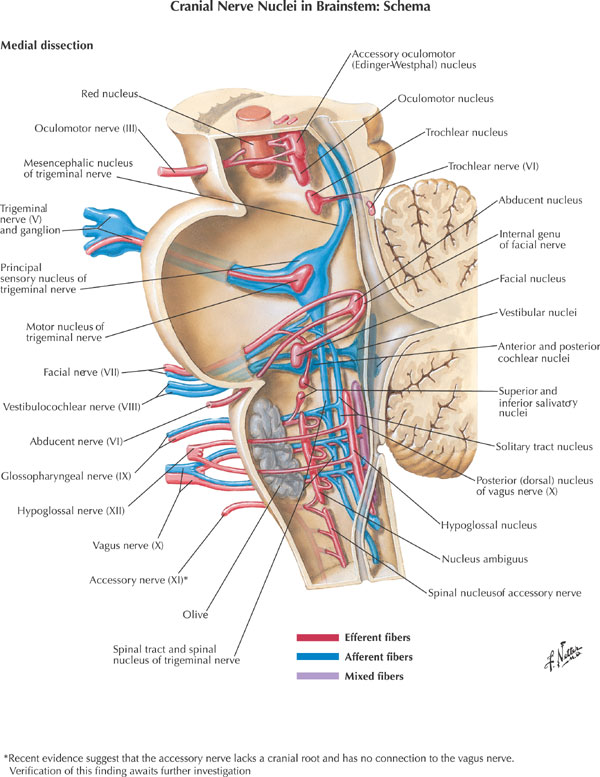 Cranial Nerve Nuclei in Brainstem: Schema
Medial dissection
Accessory oculomotor
(Edinger-Westphal) nucleus
Red nucleus
Oculomotor nucleus
Oculomotor nerve (III)
Trochlear nucleus
Mesencephalic nucleus
of trigeminal nerve
Trochlear nerve (VI)
Abducent nucleus
Trigeminal
nerve (V)
and ganglion
Internal genu
of facial nerve
Principal
sensory nucleus of
trigeminal nerve
Facial nucleus
Vestibular nuclei
Motor nucleus of
trigeminal nerve
Anterior and posterior
cochlear nuclei
Facial nerve (VII)
Vestibulocochlear nerve (VIII)
Superior and
inferior salivatory
nuclei
Abducent nerve (VI)
Solitary tract nucleus
Glossopharyngeal nerve (IX)
Posterior (dorsal) nucleus
of vagus nerve (X)
Hypoglossal nerve (XII)
Hypoglossal nucleus
Vagus nerve (X)
Nucleus ambiguus
Accessory nerve (XI)*
Spinal nucleusof accessory nerve
Olive
Spinal tract and spinal
nucleus of trigeminal nerve
Efferent fibers
Afferent fibers
Mixed fibers
F. Netter
M.D.
*Recent evidence suggest that the accessory nerve lacks a cranial root and has no connection to the vagus nerve.
Verification of this finding awaits further investigation